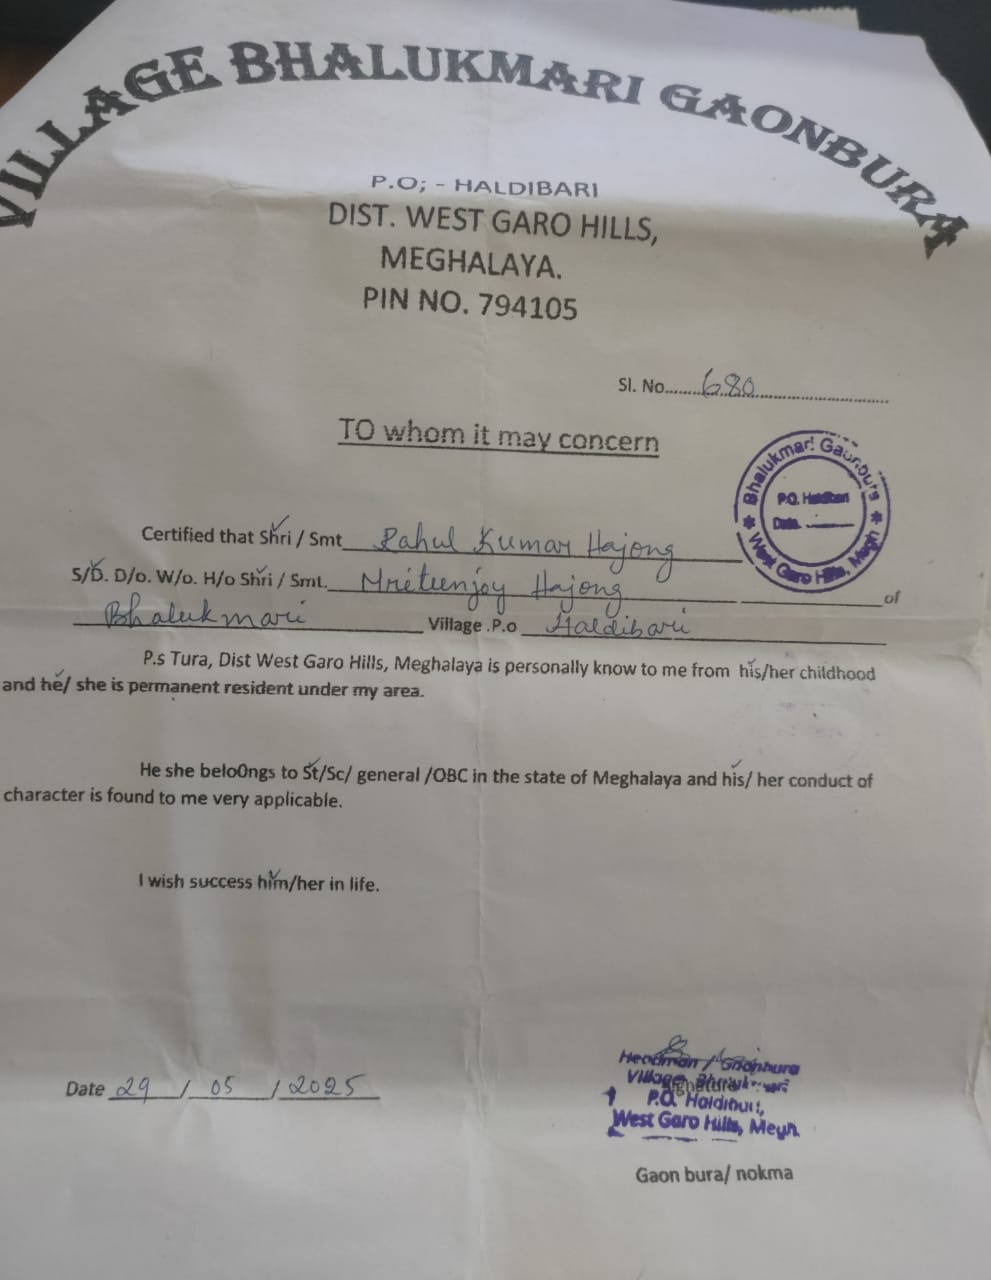 VILLAGE BHALUKMARI GAONBURA
P.O; - HALDIBARI
DIST. WEST GARO HILLS,
MEGHALAYA.
PIN NO. 794105
Sl. No......680..............................
TO whom it may concern
Bhalukmari Gaunbura
P.O. Haldibari
Date
West Garo Hills, Megh
Certified that Shri / Smt Rahul Kumar Hajong
S/D. D/o. W/o. H/o Shri / Smt. Mreteenjoy Hajong of
Bhalukmari Village .P.o Haldibari
P.s Tura, Dist West Garo Hills, Meghalaya is personally know to me from his/her childhood
and he/ she is permanent resident under my area.
He she belo0ngs to St/Sc/ general /OBC in the state of Meghalaya and his/ her conduct of
character is found to me very applicable.
I wish success him/her in life.
Date 29 / 05 / 2025
Headman / Gaonbura
Village
P.O. Haldibari,
West Garo Hills, Megh.
Gaon bura/ nokma